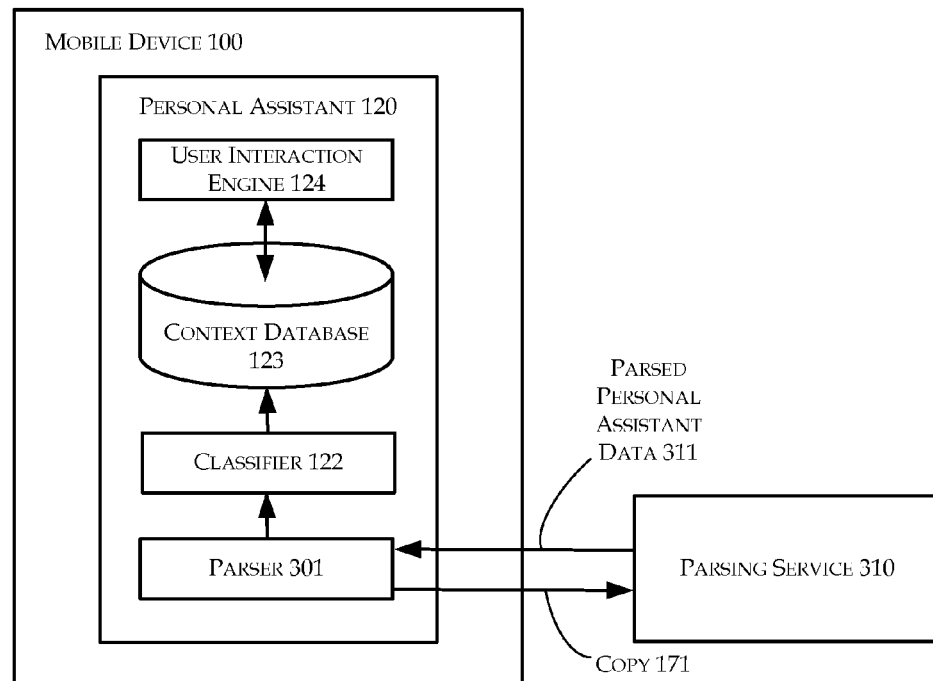 MOBILE DEVICE 100
PERSONAL ASSISTANT 120
USER INTERACTION
ENGINE 124
CONTEXT DATABASE
123
CLASSIFIER 122
PARSER 301
PARSED
PERSONAL
ASSISTANT
DATA 311
PARSING SERVICE 310
COPY 171